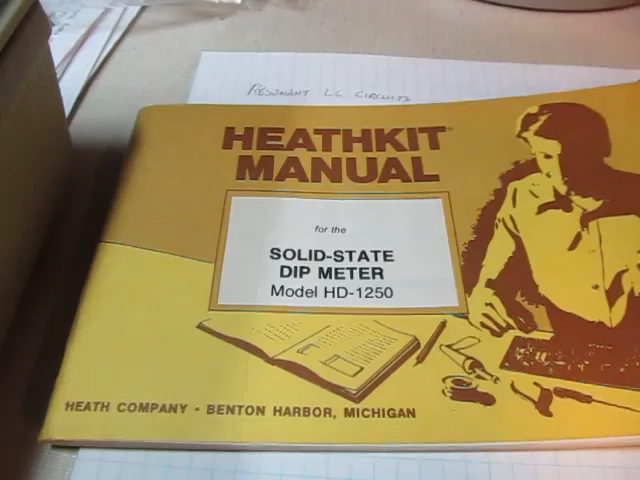 RESONANT LC CIRCUITS
HEATHKIT®
MANUAL
for the
SOLID-STATE
DIP METER
Model HD-1250
HEATH COMPANY • BENTON HARBOR, MICHIGAN